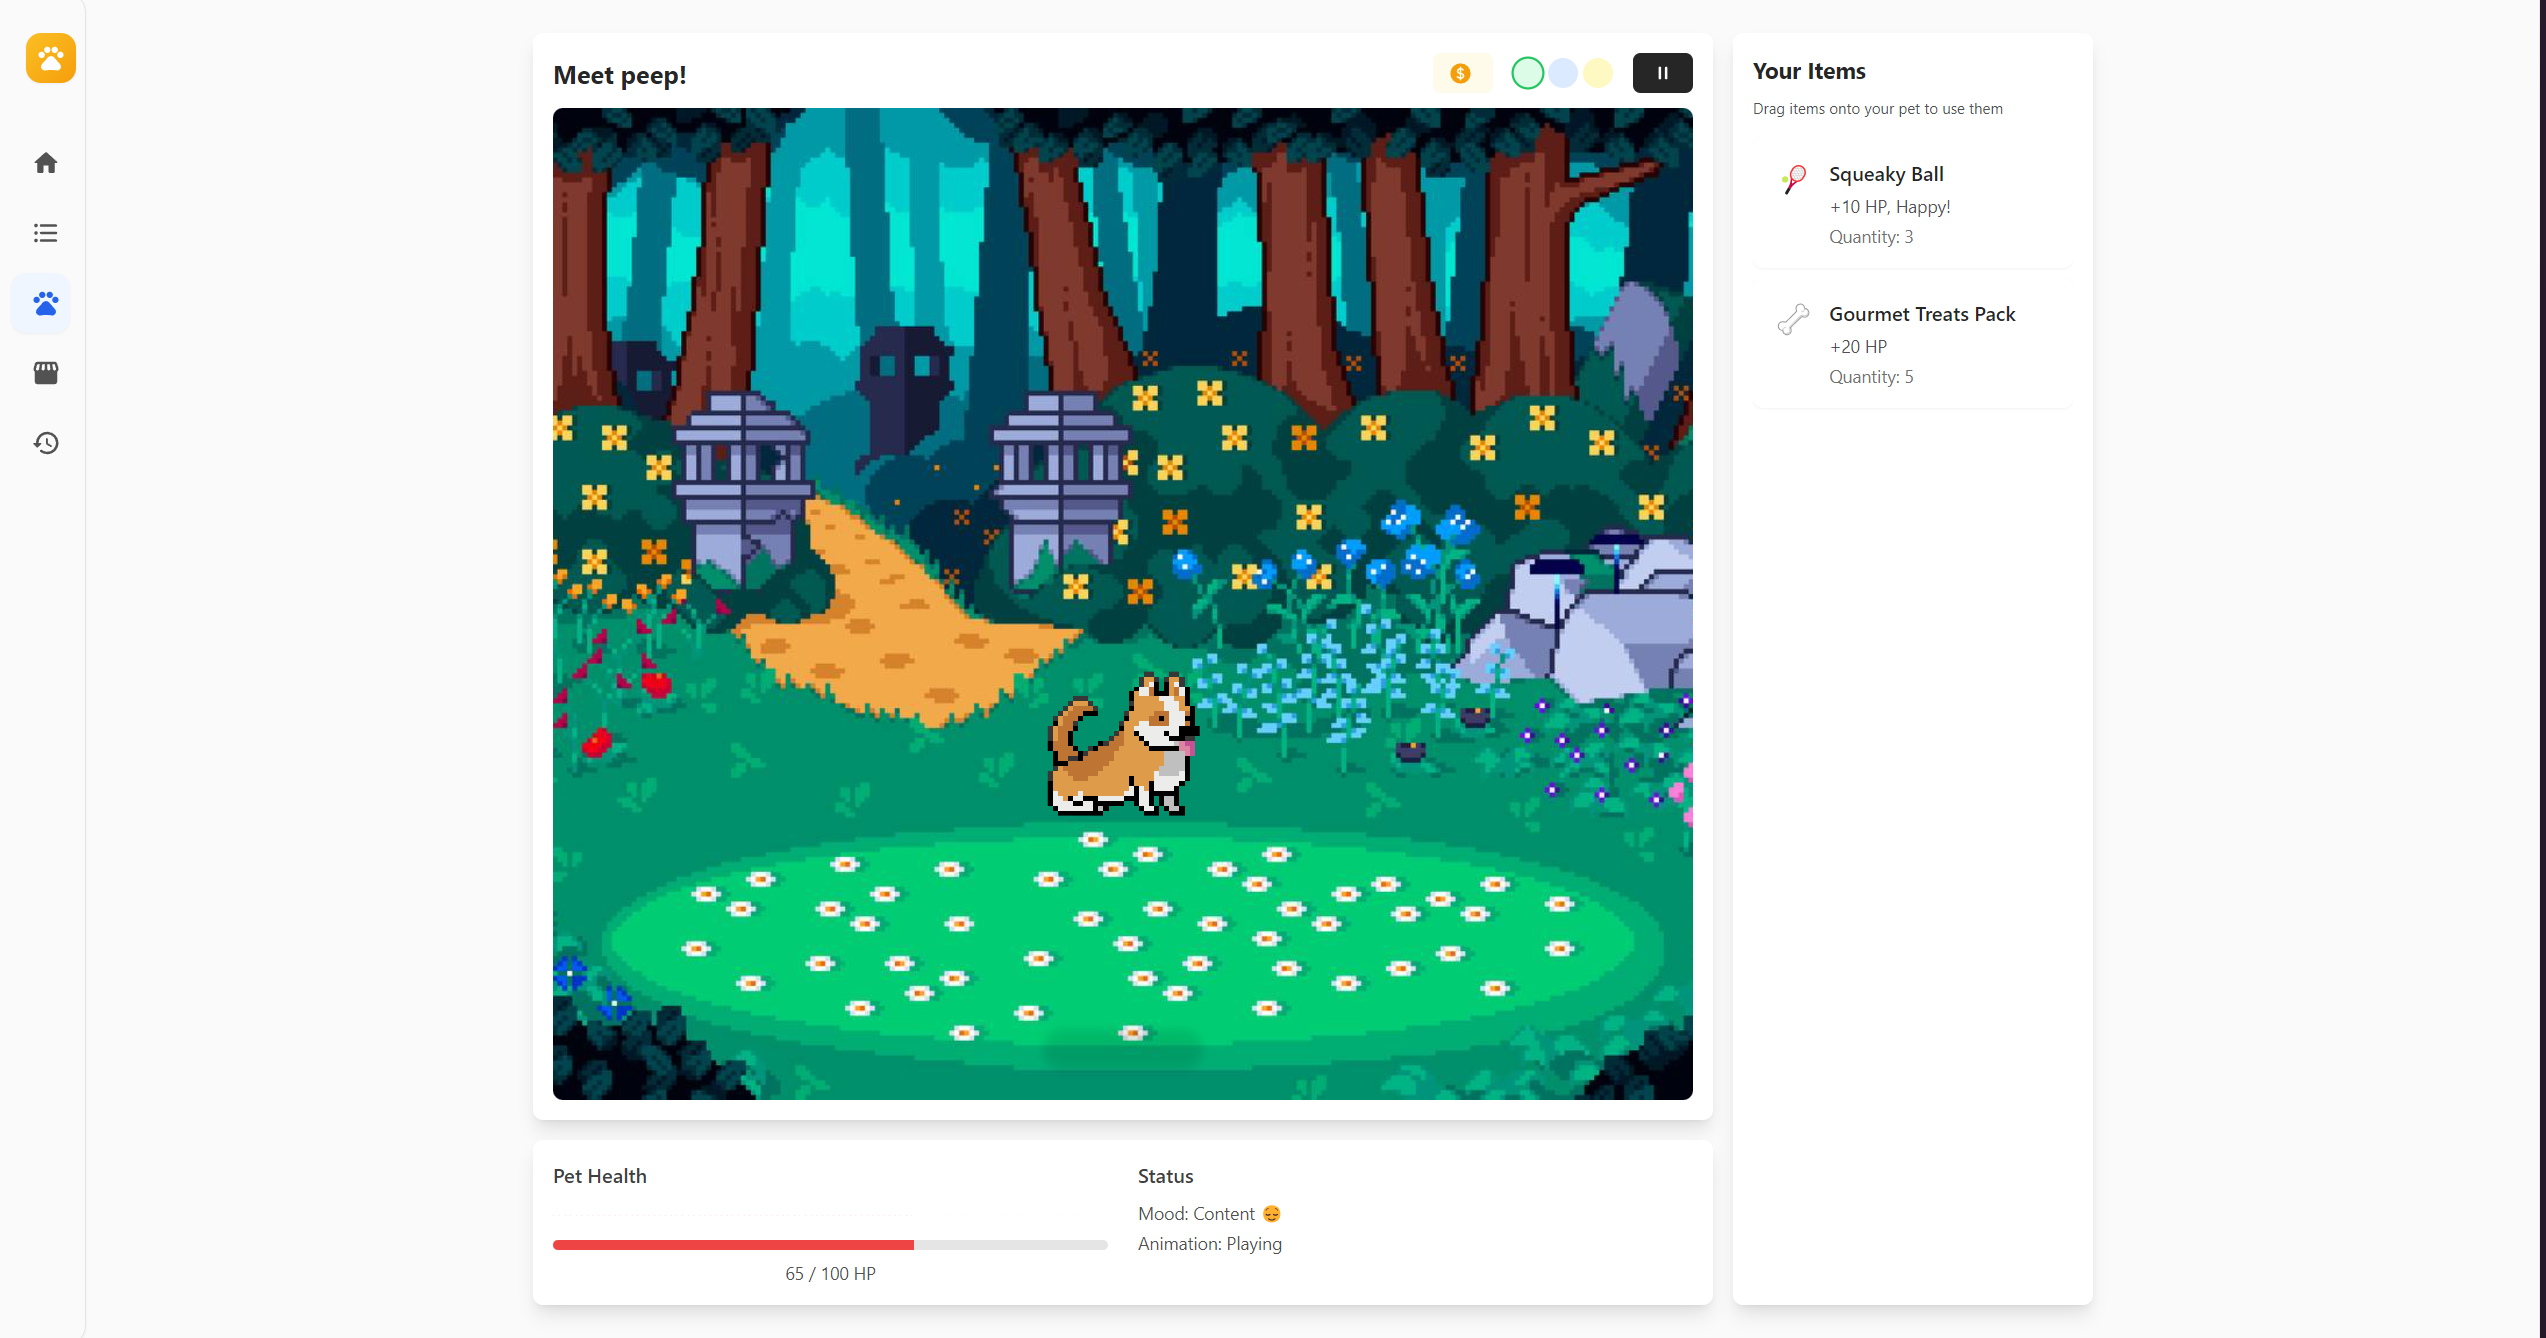 Meet peep!
$
Your Items
Drag items onto your pet to use them
Squeaky Ball
+10 HP, Happy!
Quantity: 3
Gourmet Treats Pack
+20 HP
Quantity: 5
Pet Health
65 / 100 HP
Status
Mood: Content 😌
Animation: Playing